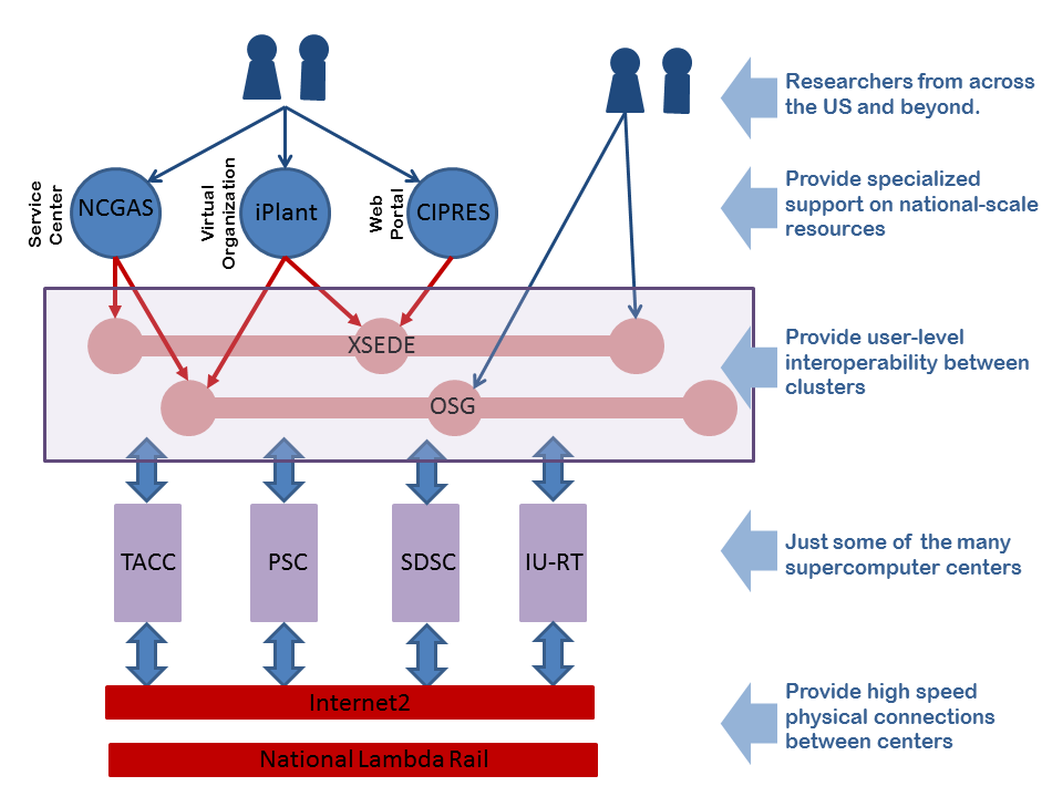 Researchers from across
the US and beyond.
Service
Center
NCGAS
Virtual
Organization
iPlant
Web
Portal
CIPRES
Provide specialized
support on national-scale
resources
XSEDE
OSG
Provide user-level
interoperability between
clusters
TACC
PSC
SDSC
IU-RT
Just some of the many
supercomputer centers
Internet2
National Lambda Rail
Provide high speed
physical connections
between centers